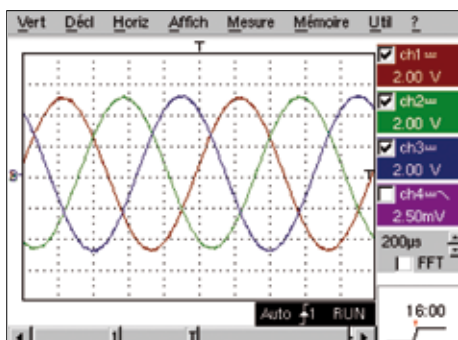 Vert Décl Horiz Affich Mesure Mémoire Util ?
T
ch1
2.00 V
ch2
2.00 V
ch3
2.00 V
T
ch4
2.50mV
200µs
FFT
Auto 1 RUN
16:00
1 T